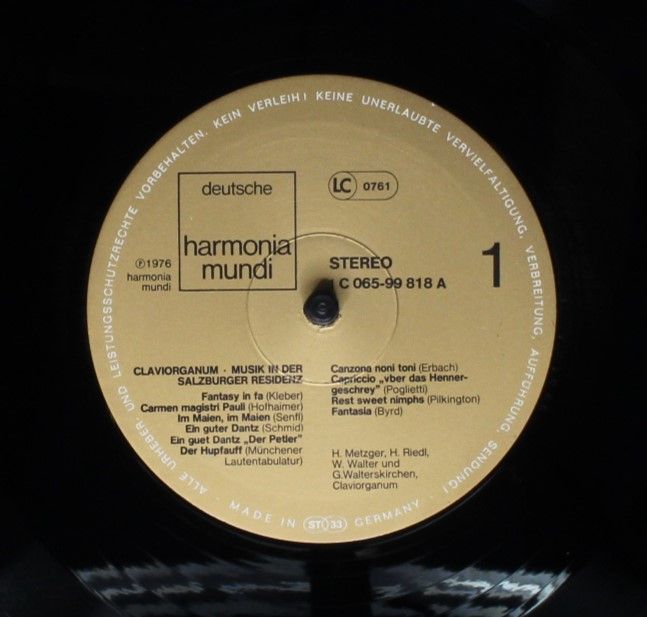 ALLE URHEBER- UND LEISTUNGSSCHUTZRECHTE VORBEHALTEN. KEIN VERLEIH! KEINE UNERLAUBTE VERVIELFÄLTIGUNG, VERBREITUNG, AUFFÜHRUNG, SENDUNG!
deutsche
harmonia
mundi
LC 0761
℗1976
harmonia
mundi
STEREO
C 065-99 818 A
1
CLAVIORGANUM · MUSIK IN DER
SALZBURGER RESIDENZ
Fantasy in fa (Kleber)
Carmen magistri Pauli (Hofhaimer)
Im Maien, im Maien (Senfl)
Ein guter Dantz (Schmid)
Ein guet Dantz „Der Petler"
Der Hupfauff (Münchener
Lautentabulatur)
Canzona noni toni (Erbach)
Capriccio „vber das Henner-
geschrey" (Poglietti)
Rest sweet nimphs (Pilkington)
Fantasia (Byrd)
H. Metzger, H. Riedl,
W. Walter und
G.Walterskirchen,
Claviorganum
MADE IN ST 33 GERMANY